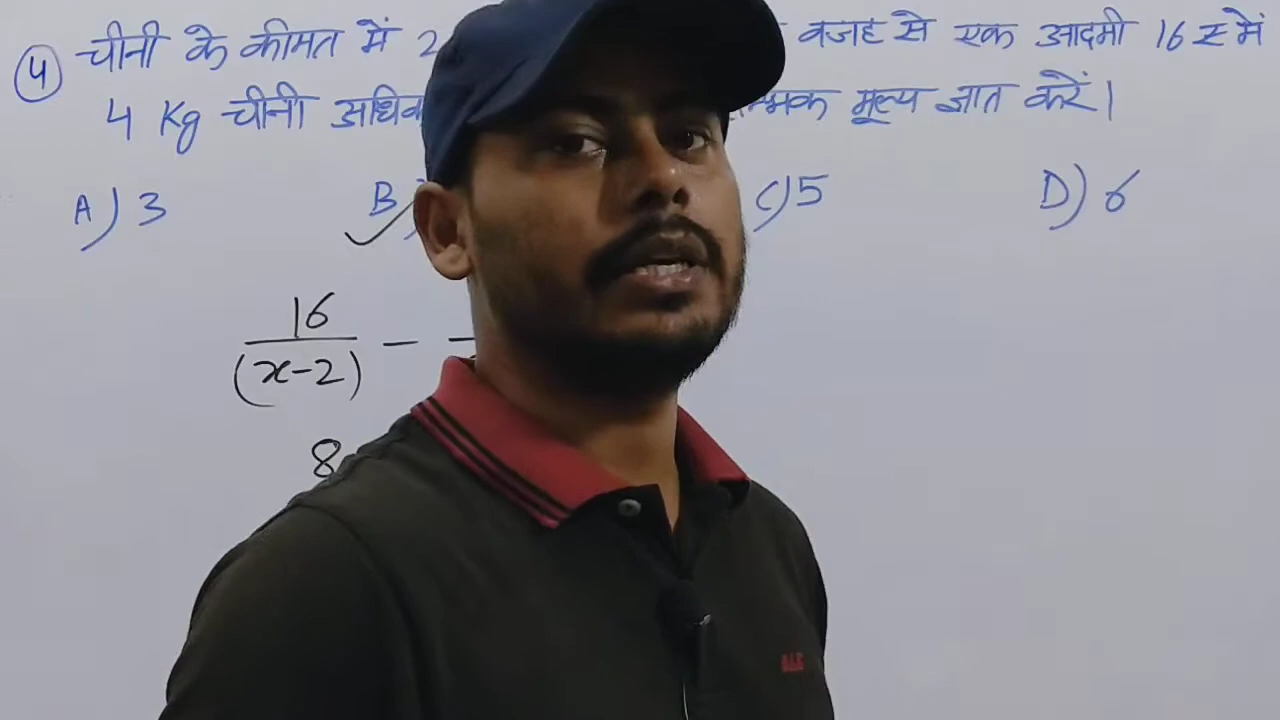 ④ चीनी के कीमत में 2 वजह से एक आदमी 16 ₹ में
4 Kg चीनी अधिक मूल्य ज्ञात करें।
A) 3 B) C) 5 D) 6
16
(x-2) - -
8